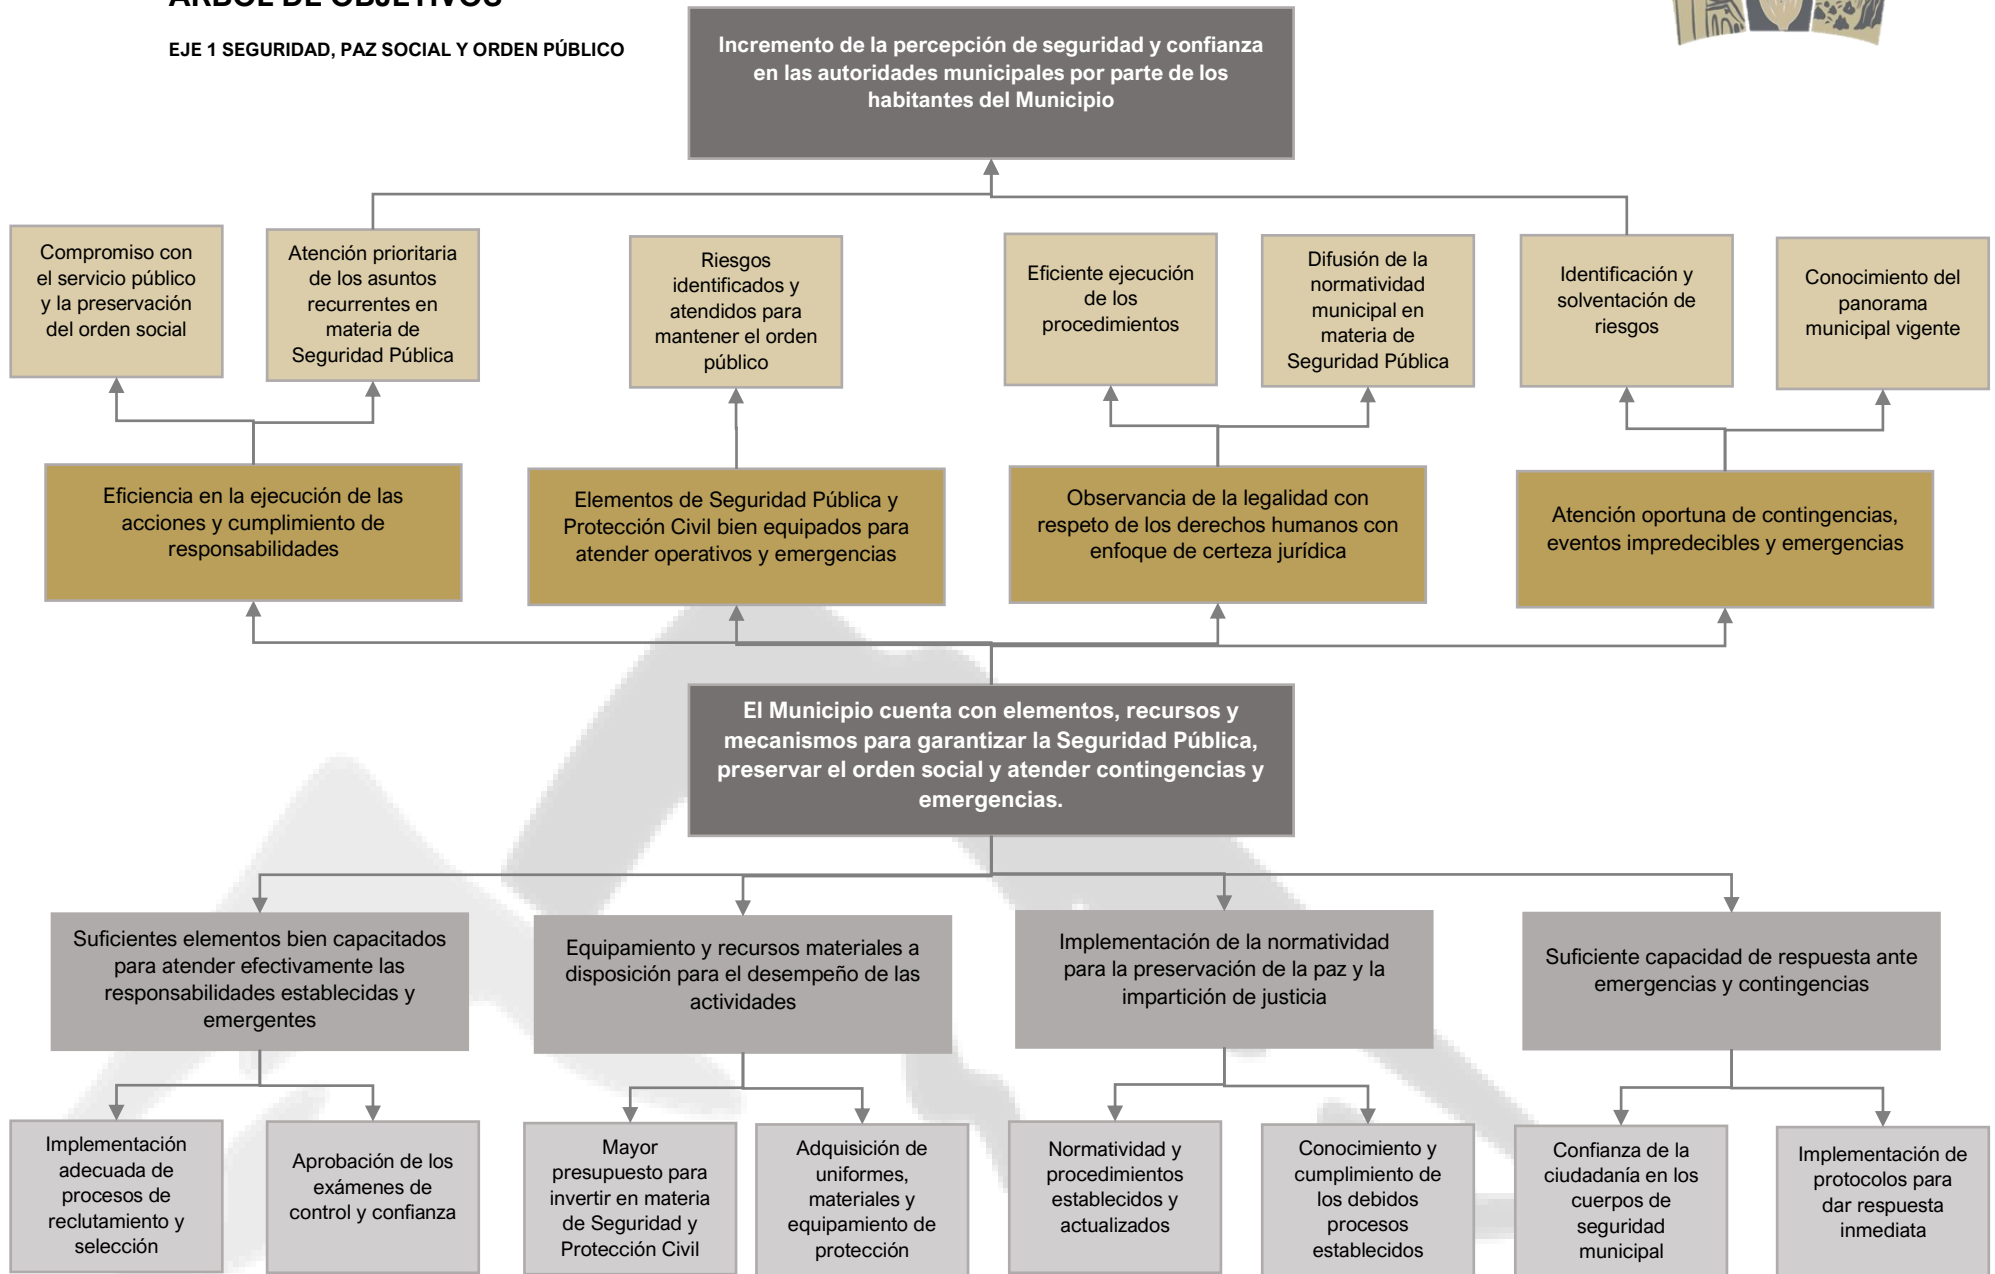 ÁRBOL DE OBJETIVOS
EJE 1 SEGURIDAD, PAZ SOCIAL Y ORDEN PÚBLICO
Incremento de la percepción de seguridad y confianza
en las autoridades municipales por parte de los
habitantes del Municipio
Compromiso con
el servicio público
y la preservación
del orden social
Atención prioritaria
de los asuntos
recurrentes en
materia de
Seguridad Pública
Riesgos
identificados y
atendidos para
mantener el orden
público
Eficiente ejecución
de los
procedimientos
Difusión de la
normatividad
municipal en
materia de
Seguridad Pública
Identificación y
solventación de
riesgos
Conocimiento del
panorama
municipal vigente
Eficiencia en la ejecución de las
acciones y cumplimiento de
responsabilidades
Elementos de Seguridad Pública y
Protección Civil bien equipados para
atender operativos y emergencias
Observancia de la legalidad con
respeto de los derechos humanos con
enfoque de certeza jurídica
Atención oportuna de contingencias,
eventos impredecibles y emergencias
El Municipio cuenta con elementos, recursos y
mecanismos para garantizar la Seguridad Pública,
preservar el orden social y atender contingencias y
emergencias.
Suficientes elementos bien capacitados
para atender efectivamente las
responsabilidades establecidas y
emergentes
Equipamiento y recursos materiales a
disposición para el desempeño de las
actividades
Implementación de la normatividad
para la preservación de la paz y la
impartición de justicia
Suficiente capacidad de respuesta ante
emergencias y contingencias
Implementación
adecuada de
procesos de
reclutamiento y
selección
Aprobación de los
exámenes de
control y confianza
Mayor
presupuesto para
invertir en materia
de Seguridad y
Protección Civil
Adquisición de
uniformes,
materiales y
equipamiento de
protección
Normatividad y
procedimientos
establecidos y
actualizados
Conocimiento y
cumplimiento de
los debidos
procesos
establecidos
Confianza de la
ciudadanía en los
cuerpos de
seguridad
municipal
Implementación de
protocolos para
dar respuesta
inmediata